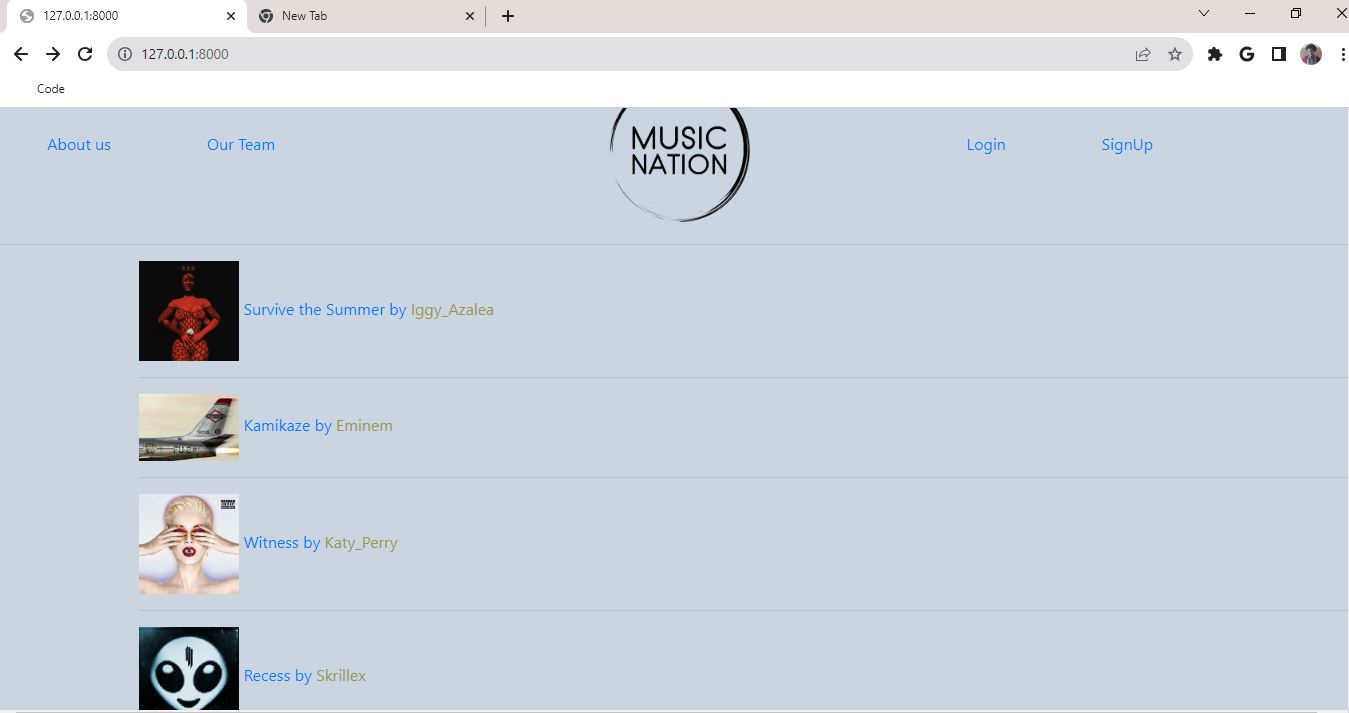 127.0.0.1:8000
New Tab
127.0.0.1:8000
Code
About us
Our Team
MUSIC
NATION
Login
SignUp
Survive the Summer by Iggy_Azalea
Kamikaze by Eminem
Witness by Katy_Perry
Recess by Skrillex